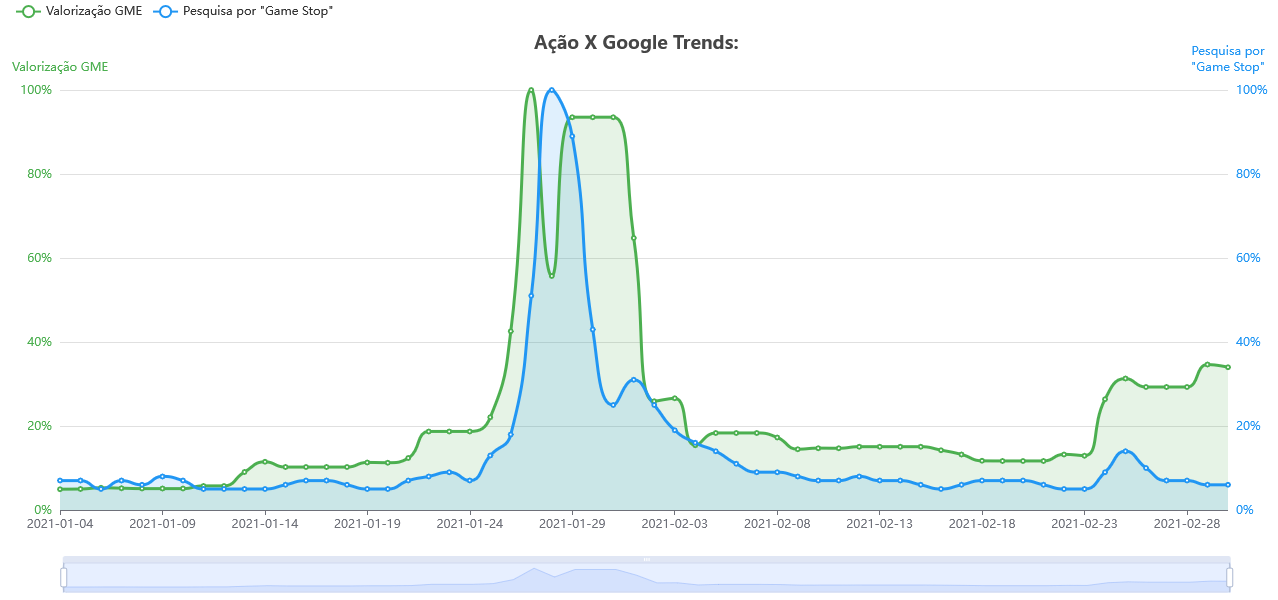 Valorização GME Pesquisa por "Game Stop"
Ação X Google Trends:
Valorização GME
Pesquisa por
"Game Stop"
100% 100%
80% 80%
60% 60%
40% 40%
20% 20%
0% 0%
2021-01-04 2021-01-09 2021-01-14 2021-01-19 2021-01-24 2021-01-29 2021-02-03 2021-02-08 2021-02-13 2021-02-18 2021-02-23 2021-02-28